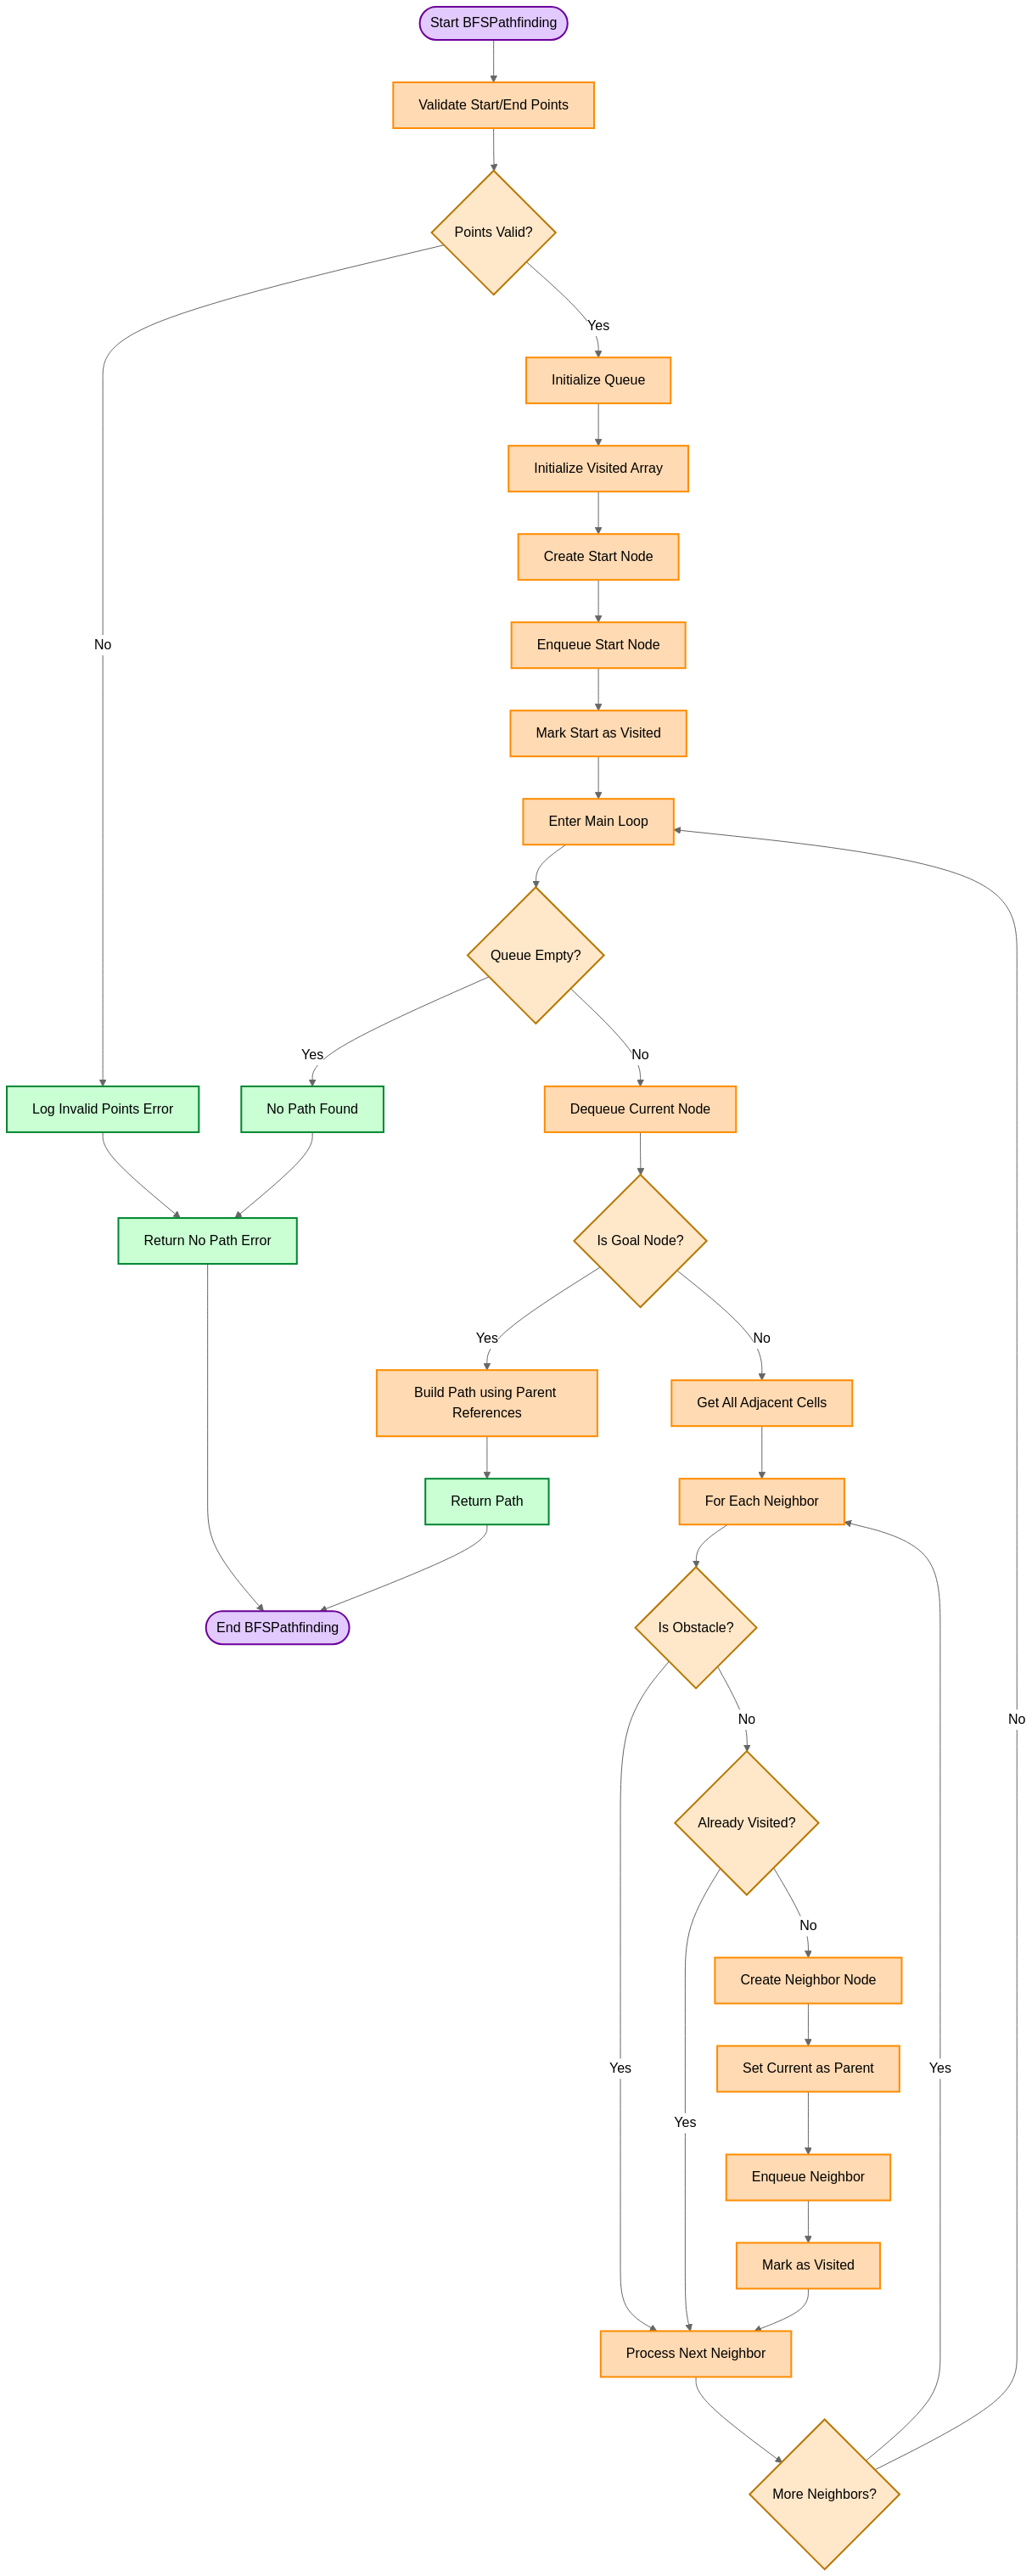 Start BFSPathfinding
Validate Start/End Points
Points Valid?
Yes
Initialize Queue
Initialize Visited Array
Create Start Node
No
Enqueue Start Node
Mark Start as Visited
Enter Main Loop
Queue Empty?
Yes
No
Log Invalid Points Error
No Path Found
Dequeue Current Node
Return No Path Error
Is Goal Node?
Yes
No
Build Path using Parent
References
Get All Adjacent Cells
Return Path
For Each Neighbor
End BFSPathfinding
Is Obstacle?
No
No
Already Visited?
No
Create Neighbor Node
Yes
Set Current as Parent
Yes
Yes
Enqueue Neighbor
Mark as Visited
Process Next Neighbor
More Neighbors?